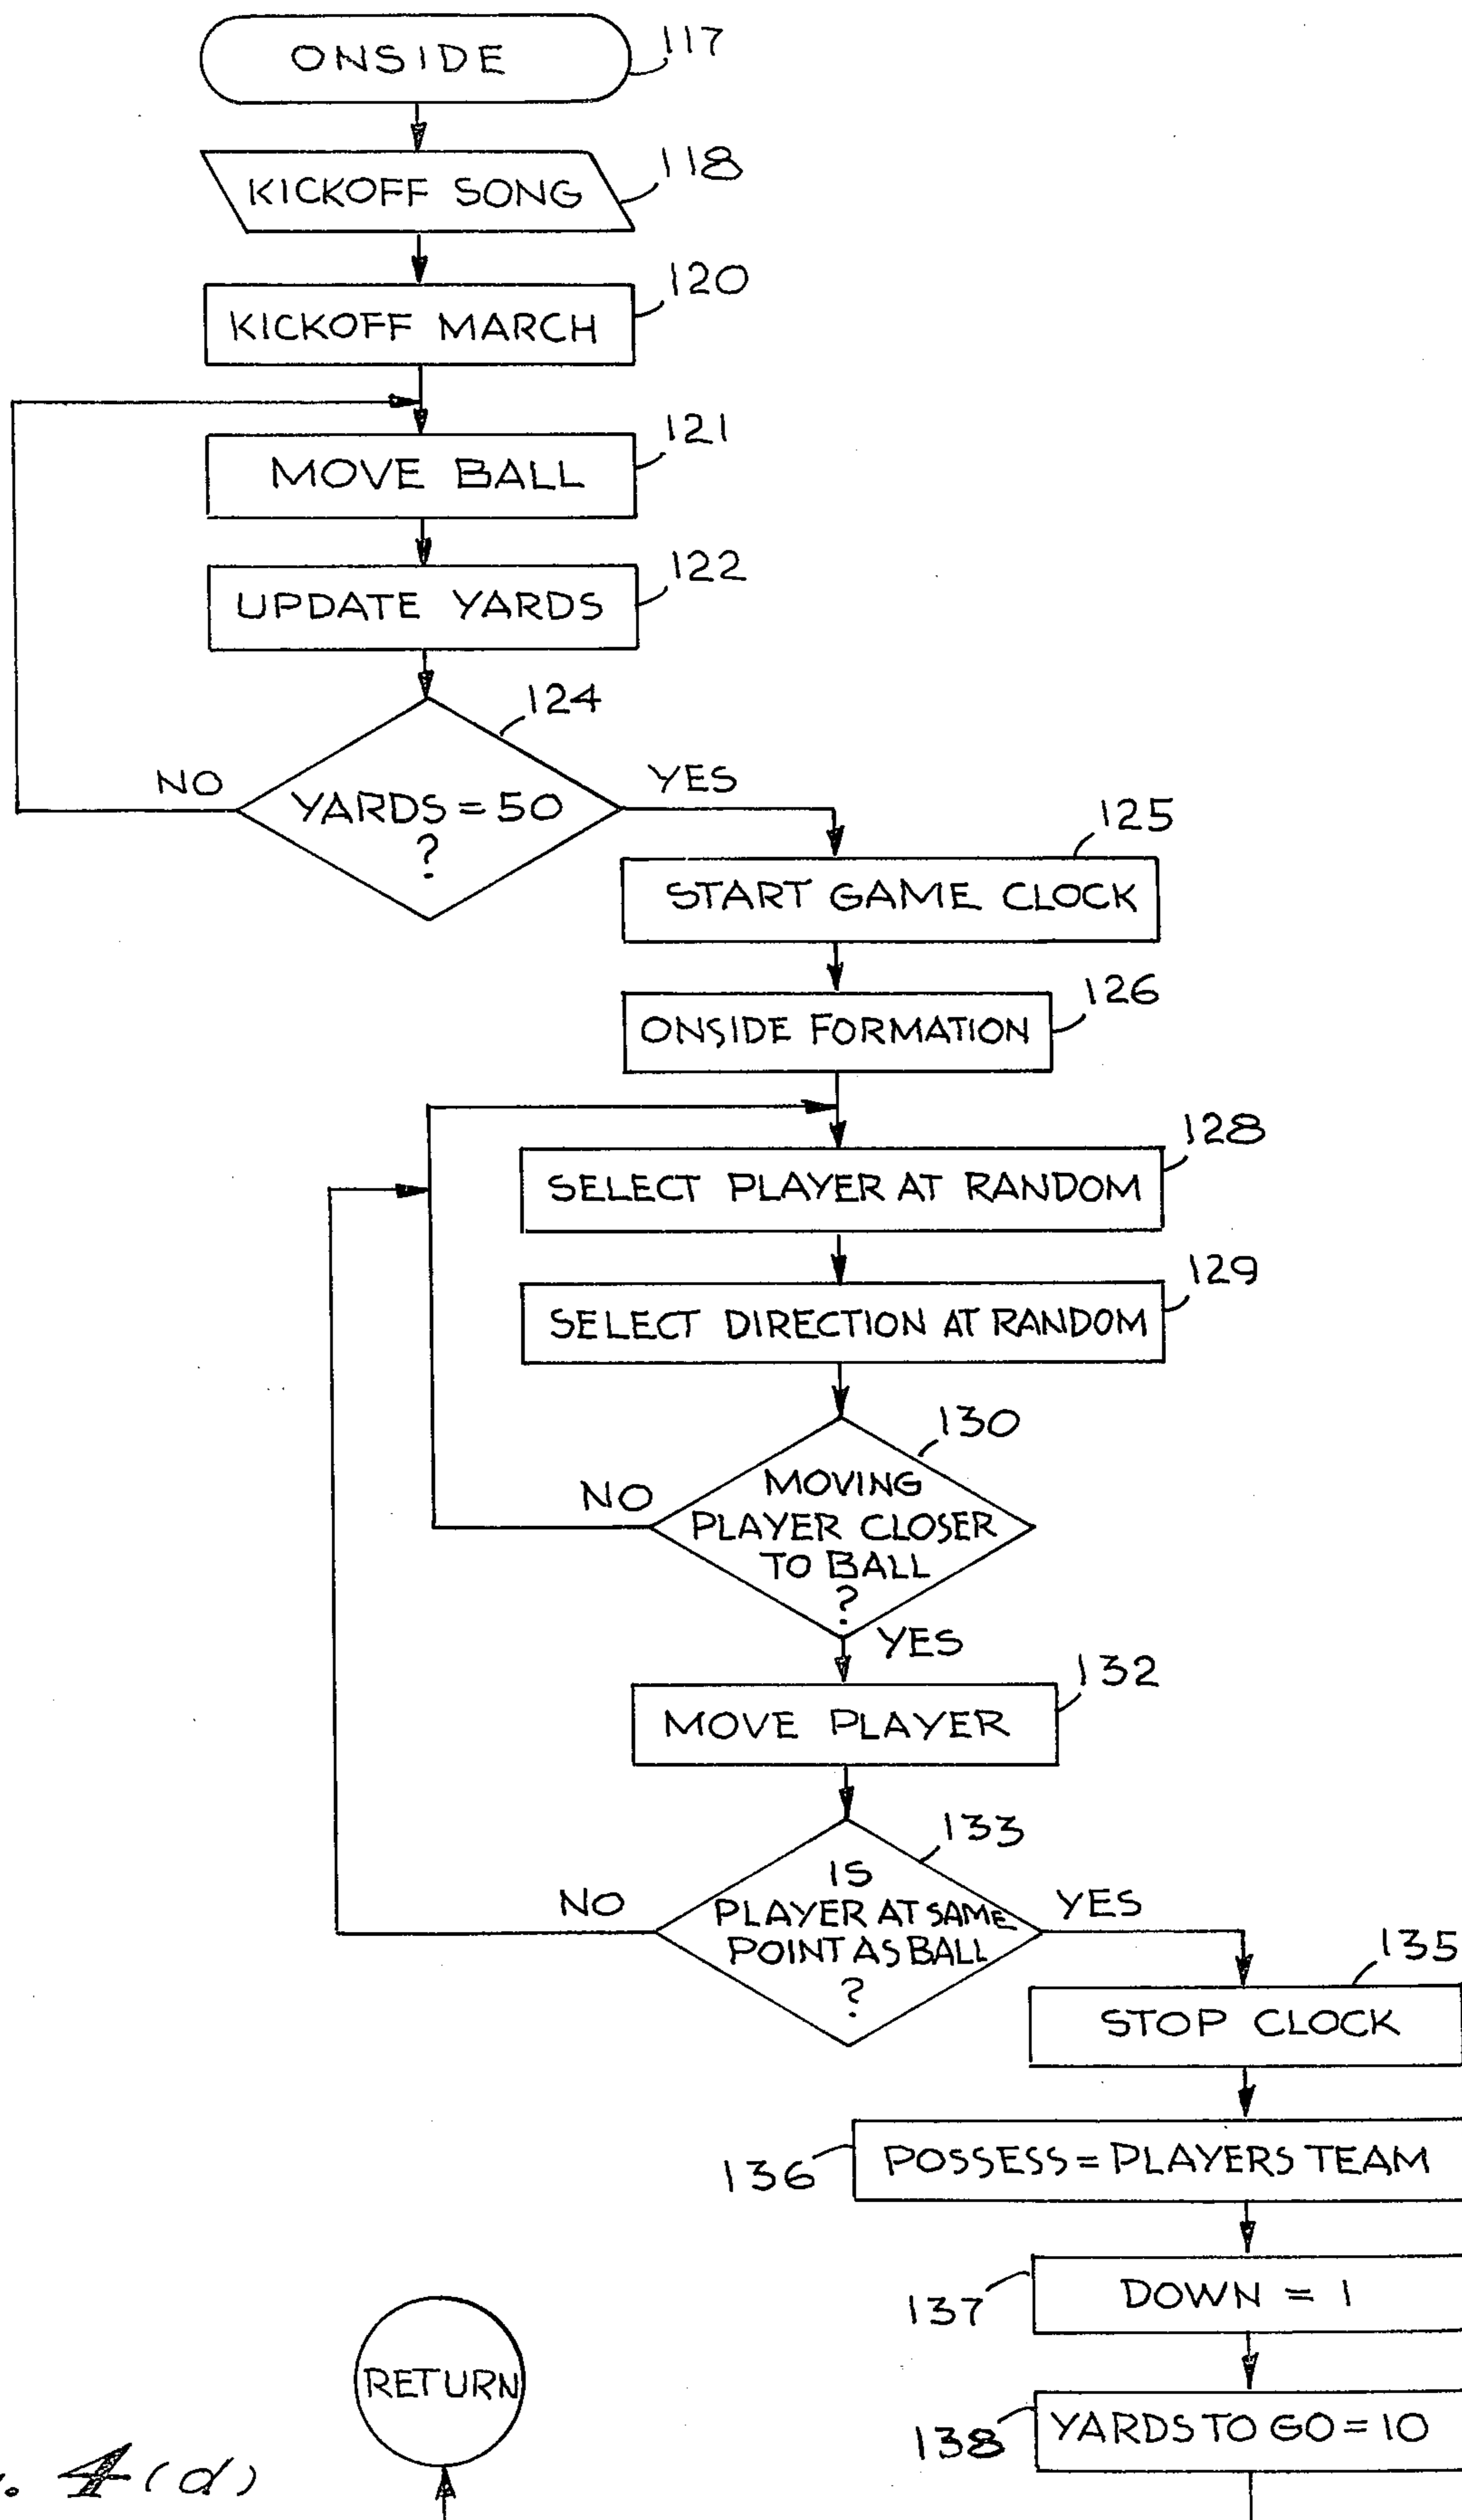 ONSIDE
117
KICKOFF SONG
118
KICKOFF MARCH
120
MOVE BALL
121
UPDATE YARDS
122
124
NO
YARDS = 50
?
YES
125
START GAME CLOCK
126
ONSIDE FORMATION
128
SELECT PLAYER AT RANDOM
129
SELECT DIRECTION AT RANDOM
130
NO
MOVING
PLAYER CLOSER
TO BALL
?
YES
132
MOVE PLAYER
133
NO
IS
PLAYER AT SAME
POINT AS BALL
?
YES
135
STOP CLOCK
136
POSSESS = PLAYERS TEAM
137
DOWN = 1
RETURN
138
YARDS TO GO = 10
4(d)